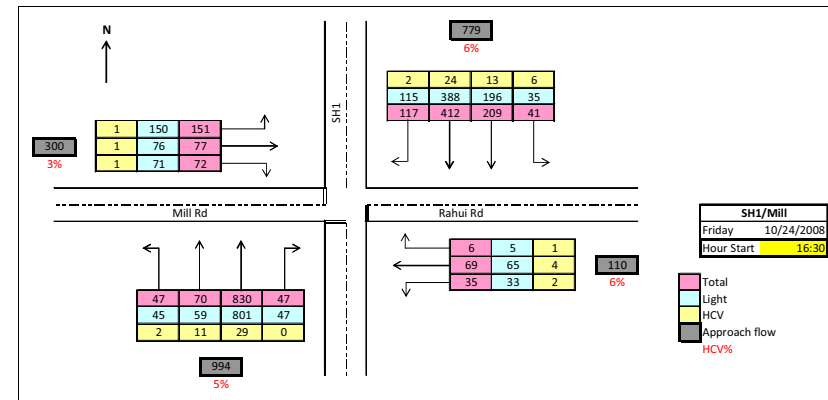 N
SH1
779
6%
2 24 13 6
115 388 196 35
117 412 209 41
300
3%
1 150 151
1 76 77
1 71 72
Mill Rd
Rahui Rd
SH1/Mill
Friday 10/24/2008
Hour Start 16:30
6 5 1
69 65 4
35 33 2
110
6%
Total
Light
HCV
Approach flow
HCV%
47 70 830 47
45 59 801 47
2 11 29 0
994
5%